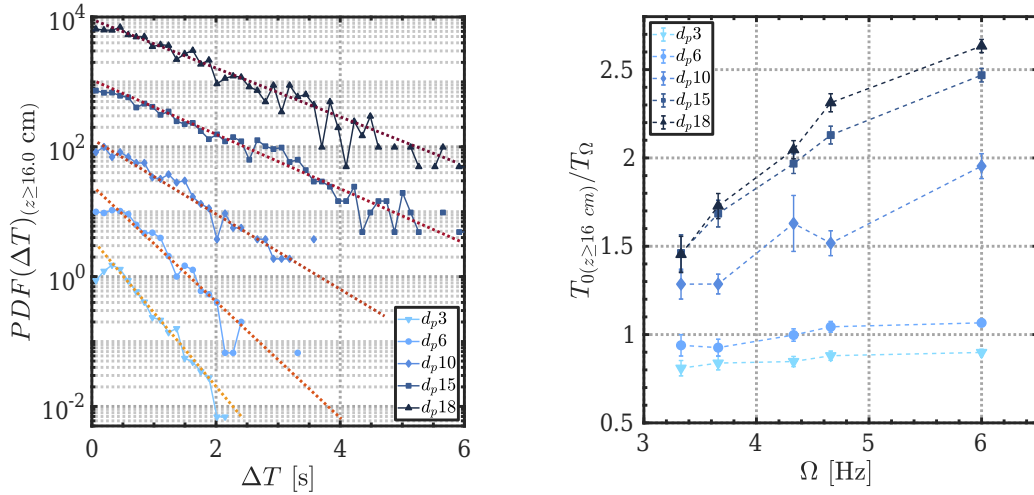 10^4
10^2
10^0
10^-2
PDF(ΔT)_(z≥16.0 cm)
0 2 4 6
ΔT [s]
d_p3
d_p6
d_p10
d_p15
d_p18
2.5
2
1.5
1
0.5
T_0(z≥16 cm)/T_Ω
3 4 5 6
Ω [Hz]
d_p3
d_p6
d_p10
d_p15
d_p18